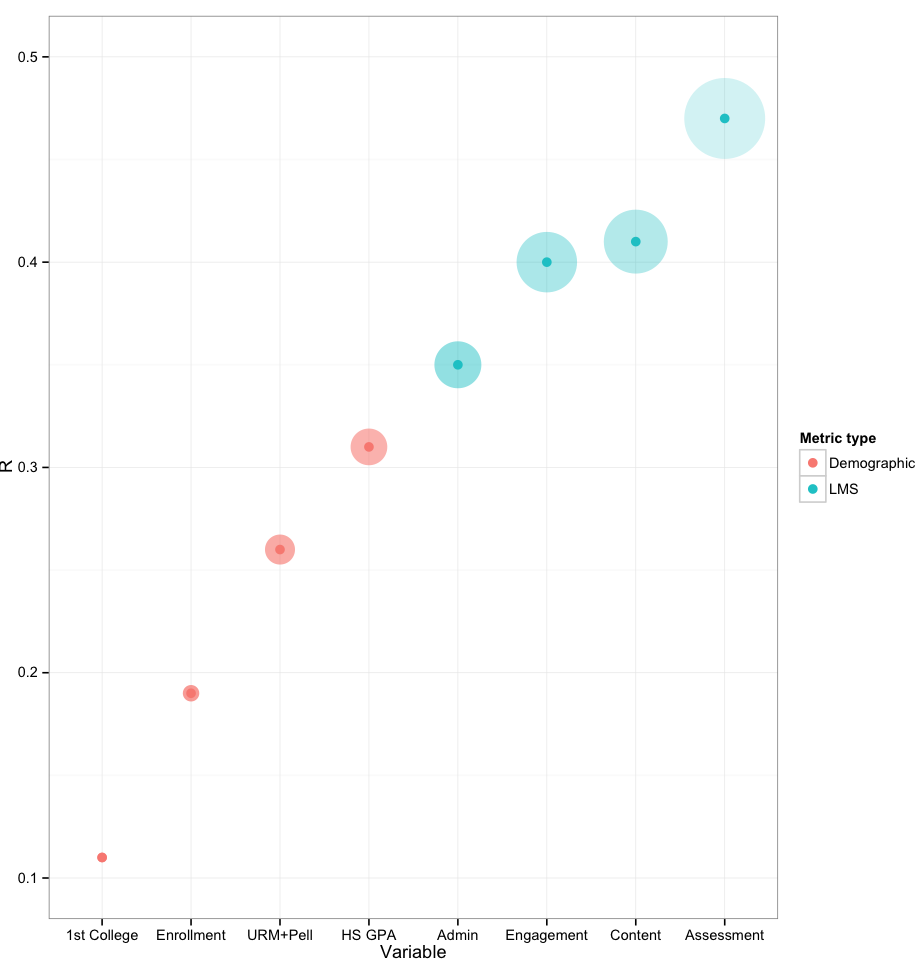 0.5
0.4
0.3
0.2
0.1
R
1st College Enrollment URM+Pell HS GPA Admin Engagement Content Assessment
Variable
Metric type
Demographic
LMS